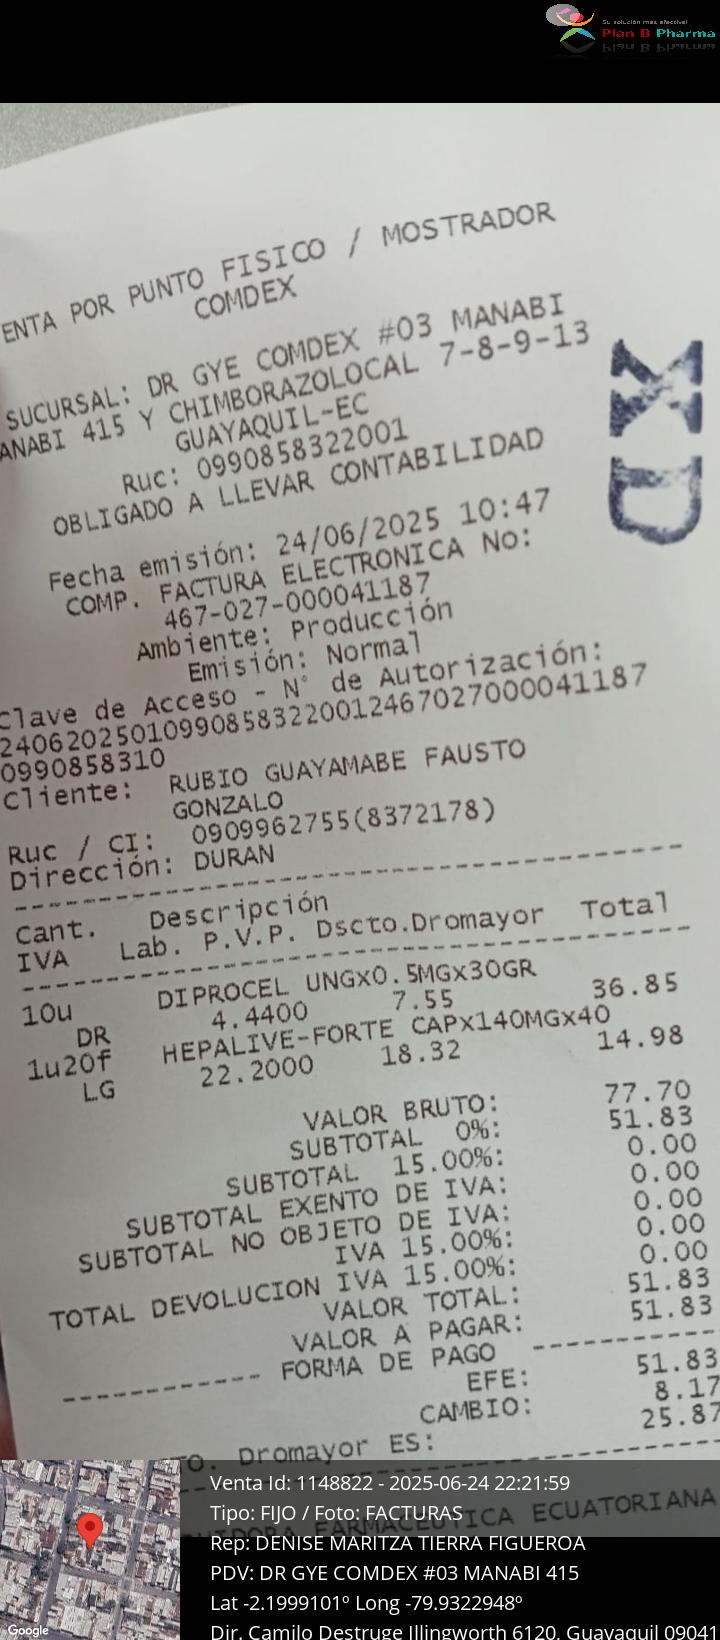 Su solución más efectiva!
Plan B Pharma
ENTA POR PUNTO FISICO / MOSTRADOR
COMDEX
SUCURSAL: DR GYE COMDEX #03 MANABI
ANABI 415 Y CHIMBORAZOLOCAL 7-8-9-13
GUAYAQUIL-EC
Ruc: 0990858322001
OBLIGADO A LLEVAR CONTABILIDAD
XD
Fecha emisión: 24/06/2025 10:47
COMP. FACTURA ELECTRONICA No:
467-027-000041187
Ambiente: Producción
Emisión: Normal
Clave de Acceso - N° de Autorización:
240620250109908583220012467027000041187
0990858310
Cliente: RUBIO GUAYAMABE FAUSTO
GONZALO
Ruc / CI: 0909962755(8372178)
Dirección: DURAN
Cant. Descripción
IVA Lab. P.V.P. Dscto.Dromayor Total
10u DIPROCEL UNGx0.5MGx30GR
DR 4.4400 7.55 36.85
1u20f HEPALIVE-FORTE CAPx140MGx40
LG 22.2000 18.32 14.98
VALOR BRUTO: 77.70
SUBTOTAL 0%: 51.83
SUBTOTAL 15.00%: 0.00
SUBTOTAL EXENTO DE IVA: 0.00
SUBTOTAL NO OBJETO DE IVA: 0.00
IVA 15.00%: 0.00
TOTAL DEVOLUCION IVA 15.00%: 0.00
VALOR TOTAL: 51.83
VALOR A PAGAR: 51.83
FORMA DE PAGO
EFE: 51.83
CAMBIO: 8.17
TO. Dromayor ES: 25.87
UIDORA FARMACEUTICA ECUATORIANA
Venta Id: 1148822 - 2025-06-24 22:21:59
Tipo: FIJO / Foto: FACTURAS
Rep: DENISE MARITZA TIERRA FIGUEROA
PDV: DR GYE COMDEX #03 MANABI 415
Lat -2.1999101º Long -79.9322948º
Dir. Camilo Destruge Illingworth 6120, Guayaquil 09041
Google